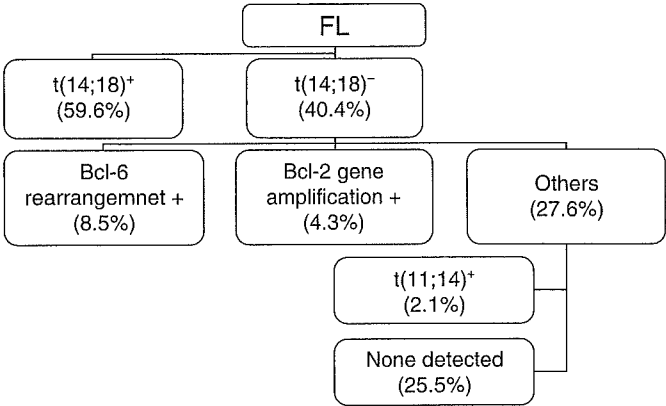 FL
t(14;18)⁺
(59.6%)
t(14;18)⁻
(40.4%)
Bcl-6
rearrangemnet +
(8.5%)
Bcl-2 gene
amplification +
(4.3%)
Others
(27.6%)
t(11;14)⁺
(2.1%)
None detected
(25.5%)